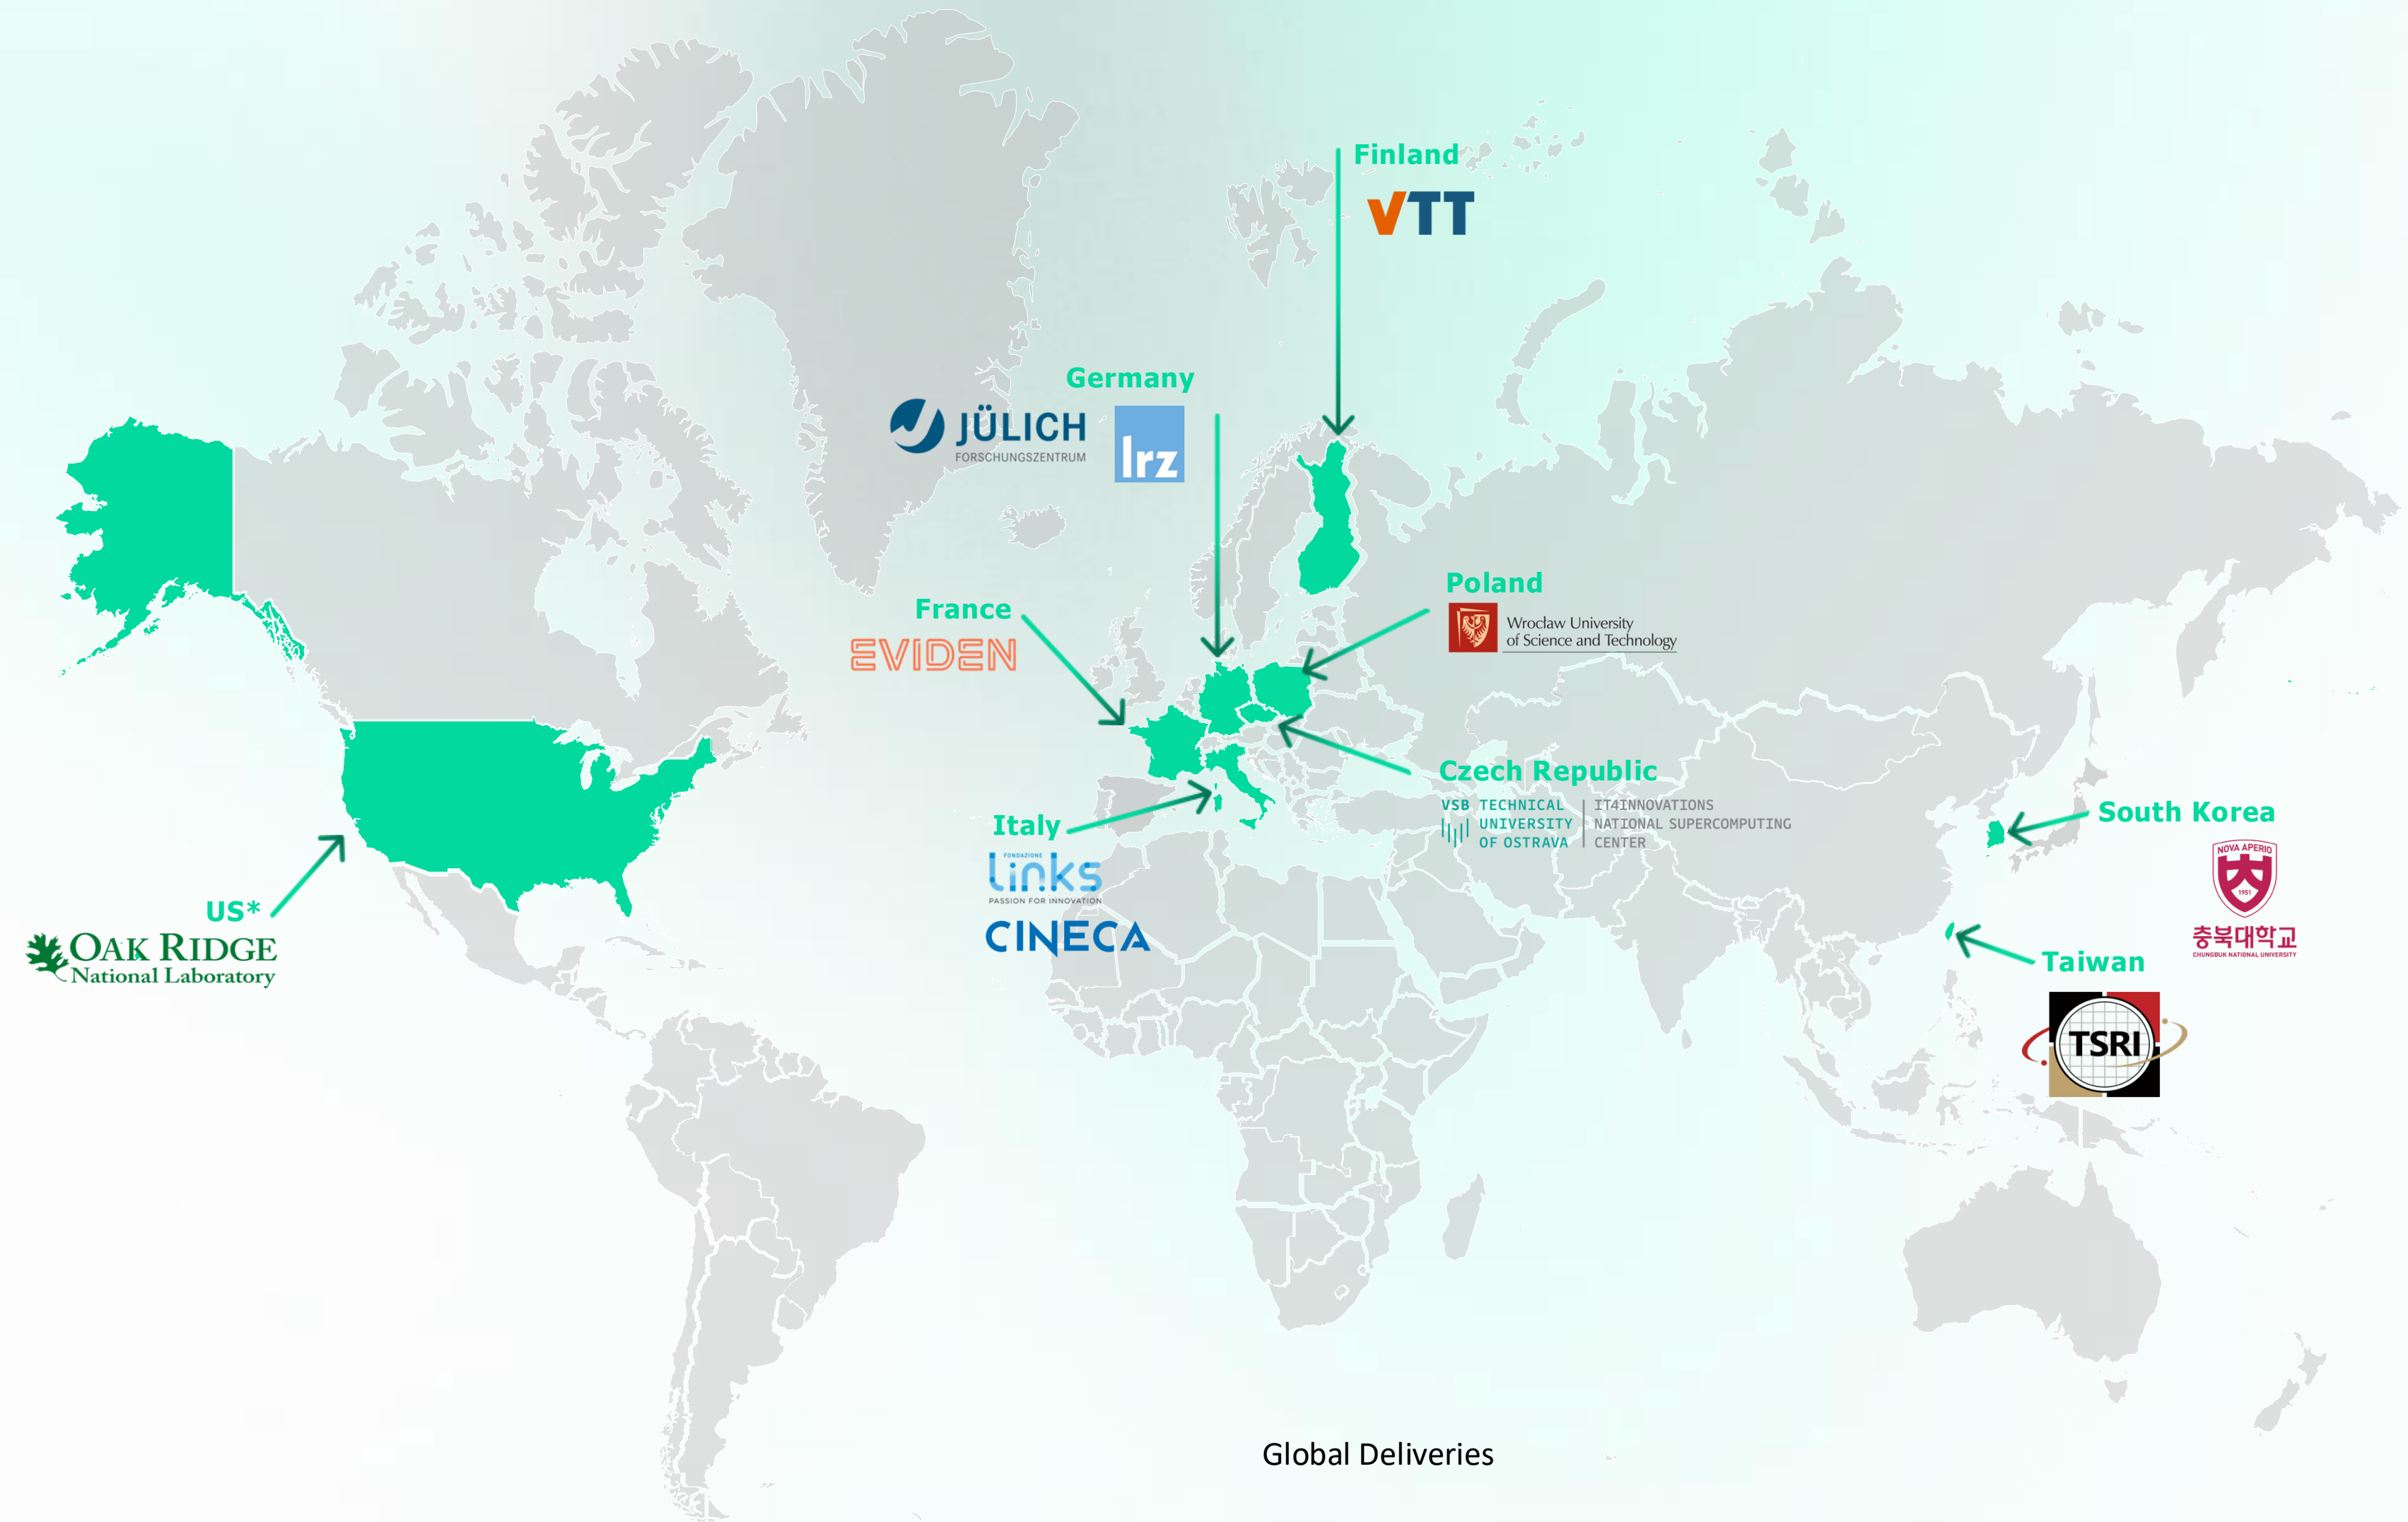 Finland
VTT
Germany
JÜLICH
FORSCHUNGSZENTRUM
lrz
France
EVIDEN
Poland
Wrocław University
of Science and Technology
Czech Republic
VSB TECHNICAL
UNIVERSITY
OF OSTRAVA
IT4INNOVATIONS
NATIONAL SUPERCOMPUTING
CENTER
Italy
FONDAZIONE
Links
PASSION FOR INNOVATION
CINECA
US*
OAK RIDGE
National Laboratory
South Korea
NOVA APERIO
1951
충북대학교
CHUNGBUK NATIONAL UNIVERSITY
Taiwan
TSRI
Global Deliveries